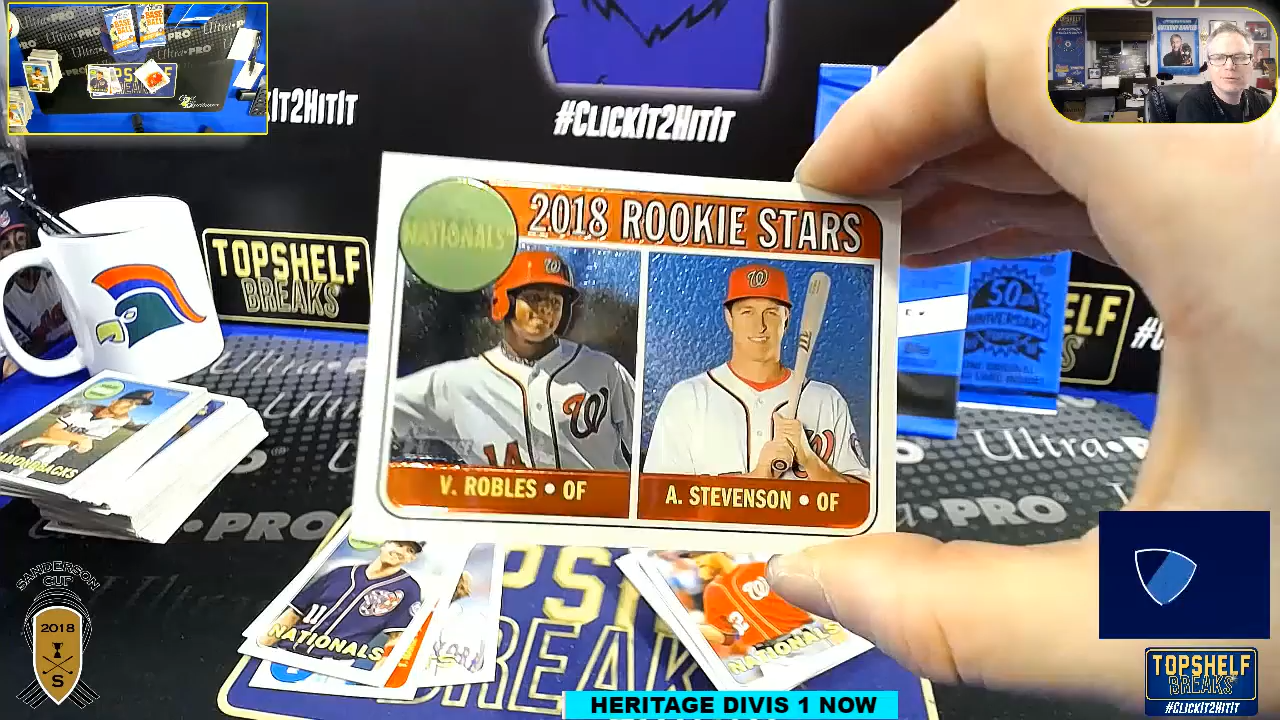 #CLICKIT2HITIT
TOPSHELF
BREAKS
NATIONALS
2018 ROOKIE STARS
V. ROBLES • OF
A. STEVENSON • OF
50th
ANNIVERSARY
Ultra
PRO
NATIONALS
NATIONALS
SANDERSON
CUP
2018
S
HERITAGE DIVIS 1 NOW
TOPSHELF
BREAKS
#CLICKIT2HITIT